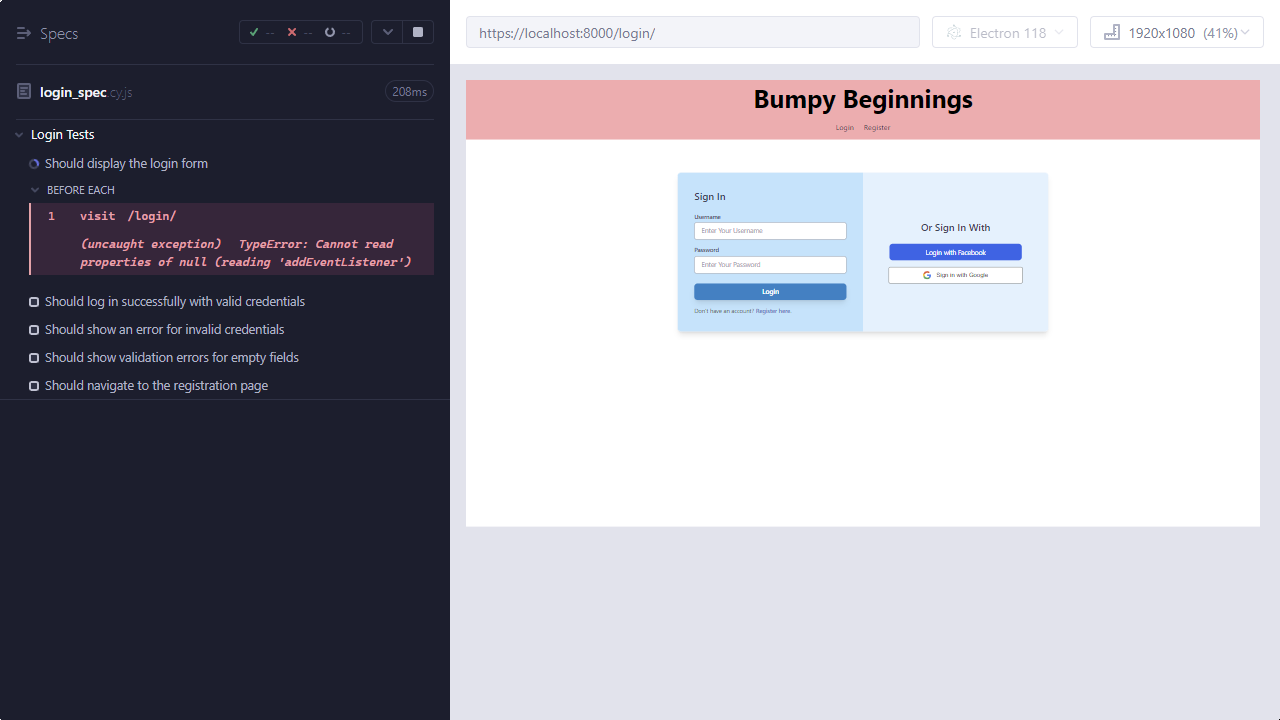 Specs
-- -- --
login_spec.cy.js
208ms
Login Tests
Should display the login form
BEFORE EACH
1 visit /login/
(uncaught exception) TypeError: Cannot read
properties of null (reading 'addEventListener')
Should log in successfully with valid credentials
Should show an error for invalid credentials
Should show validation errors for empty fields
Should navigate to the registration page
https://localhost:8000/login/
Electron 118
1920x1080 (41%)
Bumpy Beginnings
Login Register
Sign In
Username
Enter Your Username
Password
Enter Your Password
Login
Don't have an account? Register here.
Or Sign In With
Login with Facebook
Sign in with Google